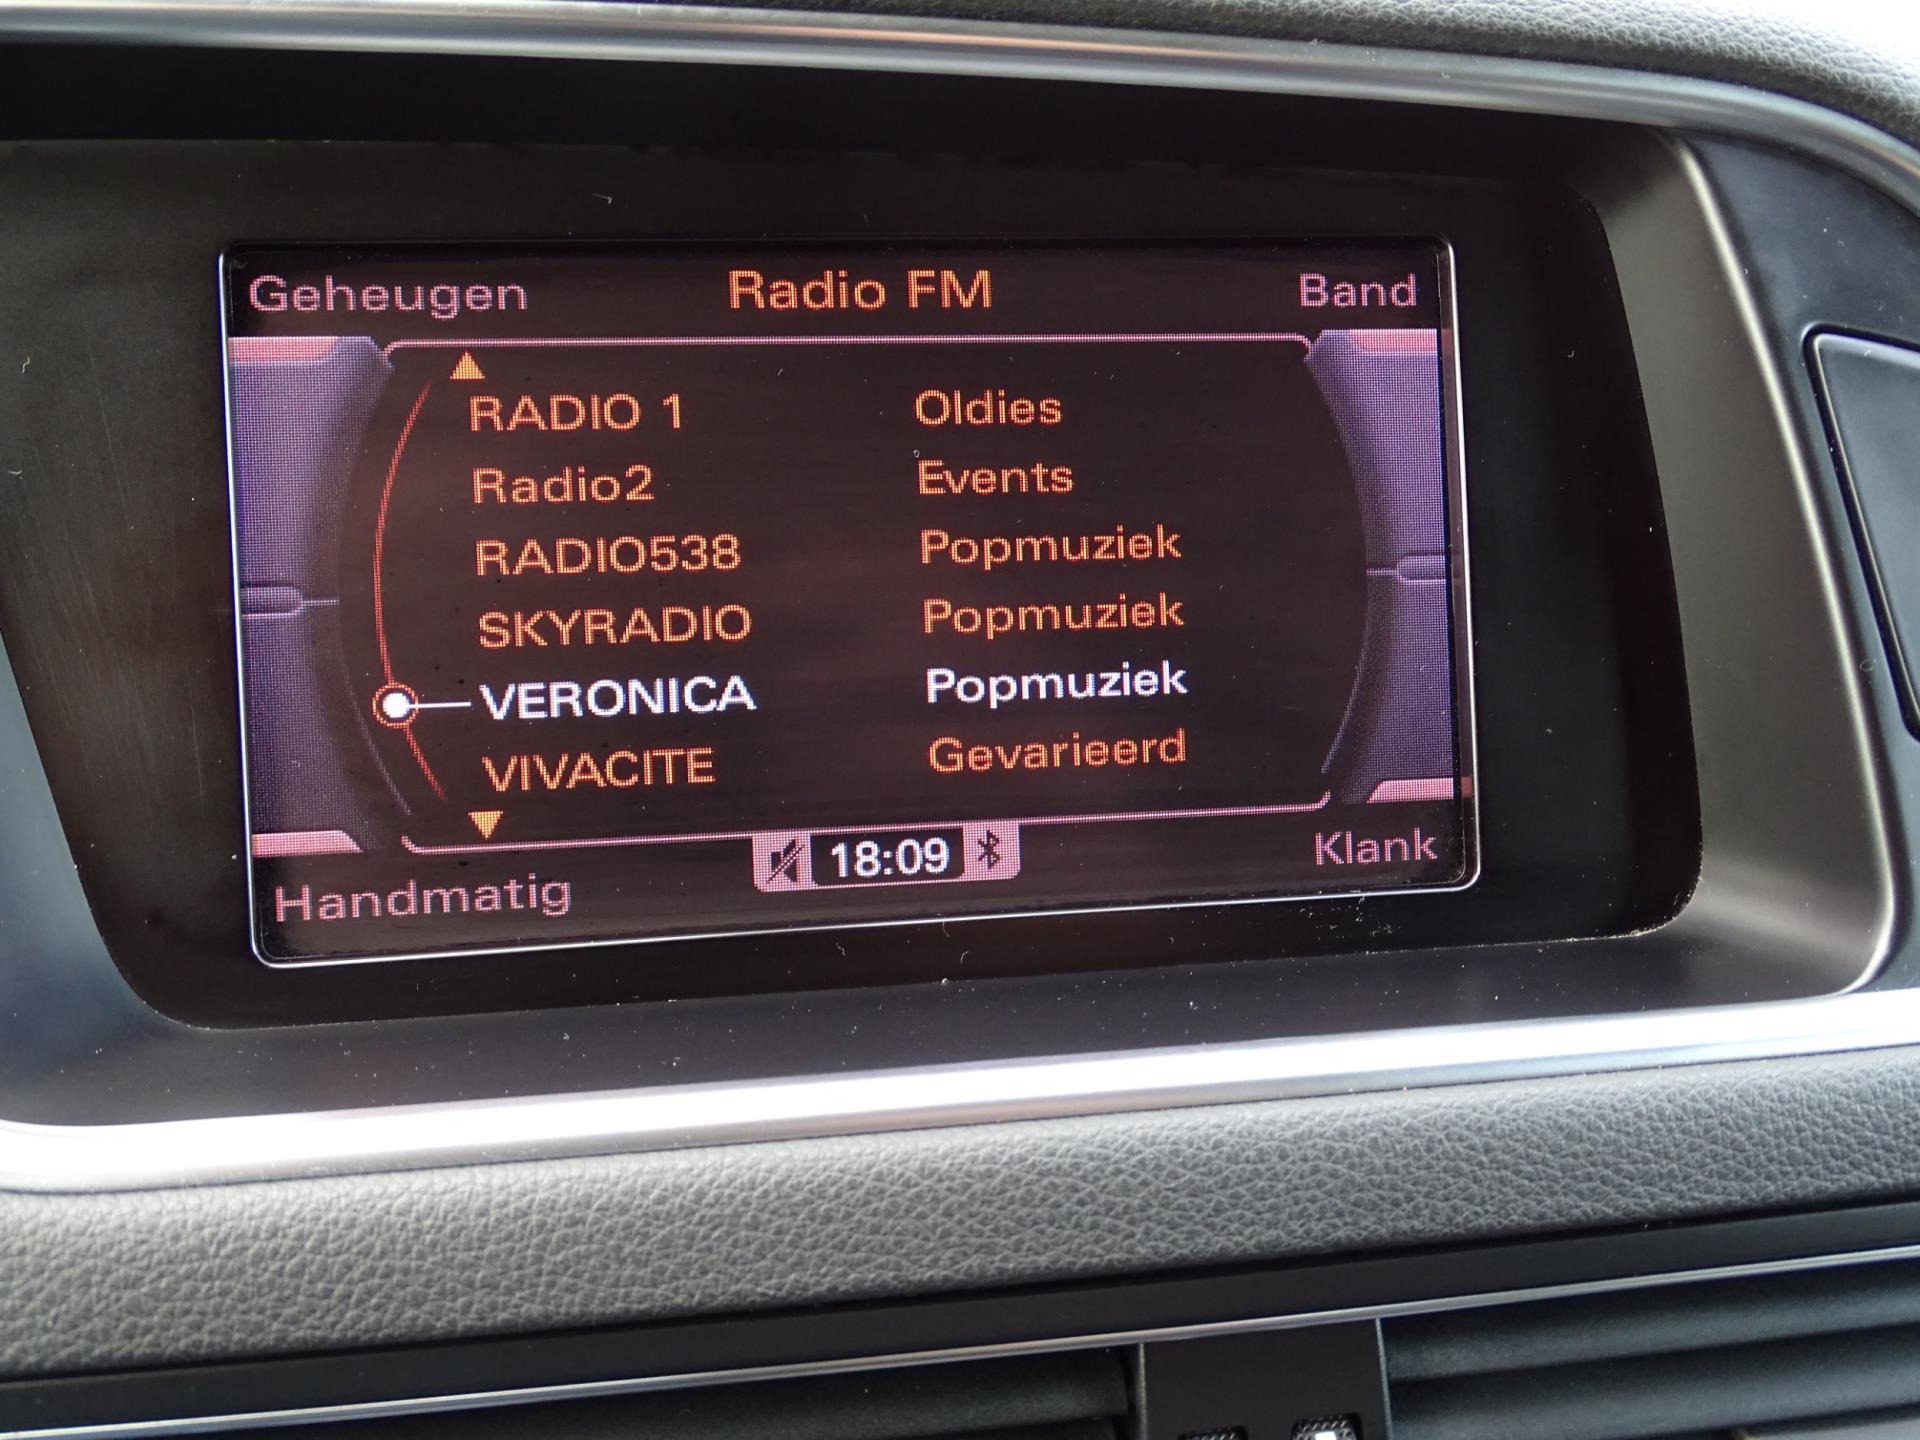 Geheugen Radio FM Band
RADIO 1 Oldies
Radio2 Events
RADIO538 Popmuziek
SKYRADIO Popmuziek
VERONICA Popmuziek
VIVACITE Gevarieerd
Handmatig 18:09 Klank